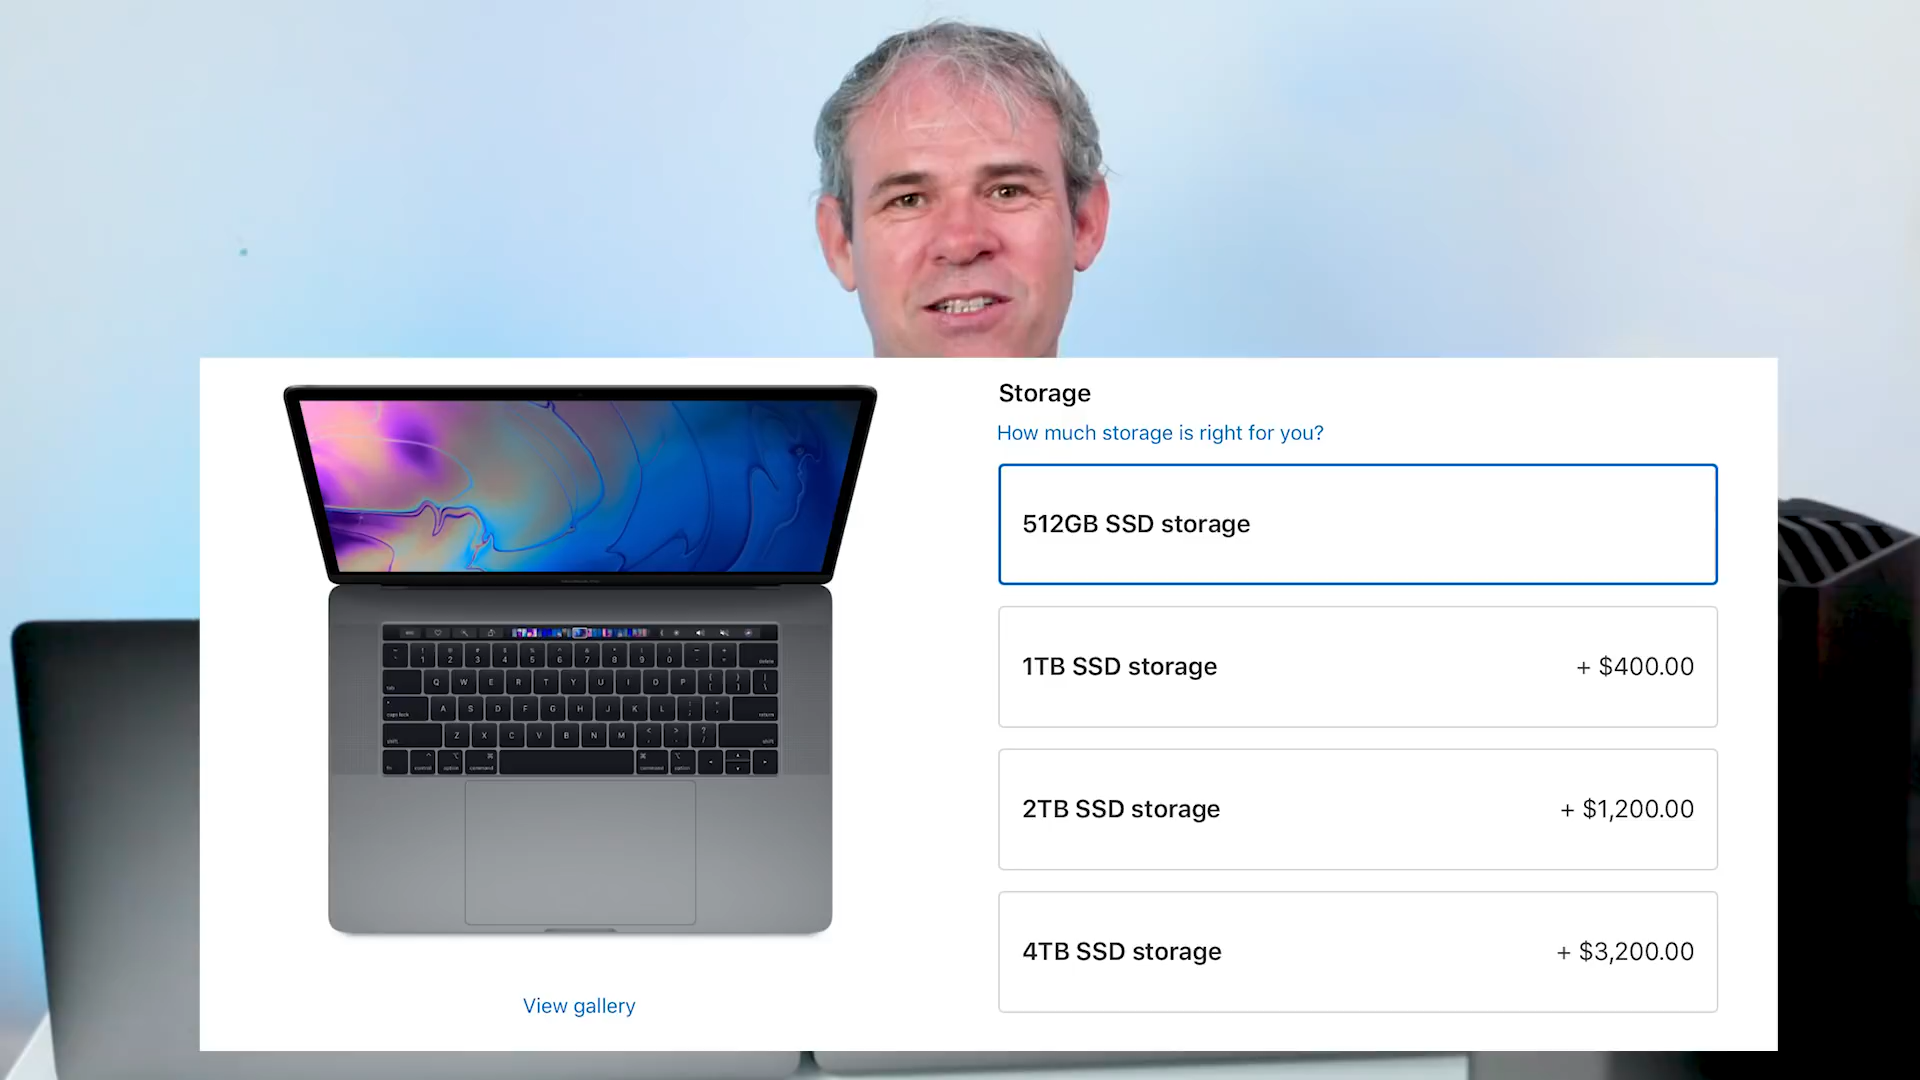 Storage
How much storage is right for you?
512GB SSD storage
1TB SSD storage + $400.00
2TB SSD storage + $1,200.00
4TB SSD storage + $3,200.00
View gallery